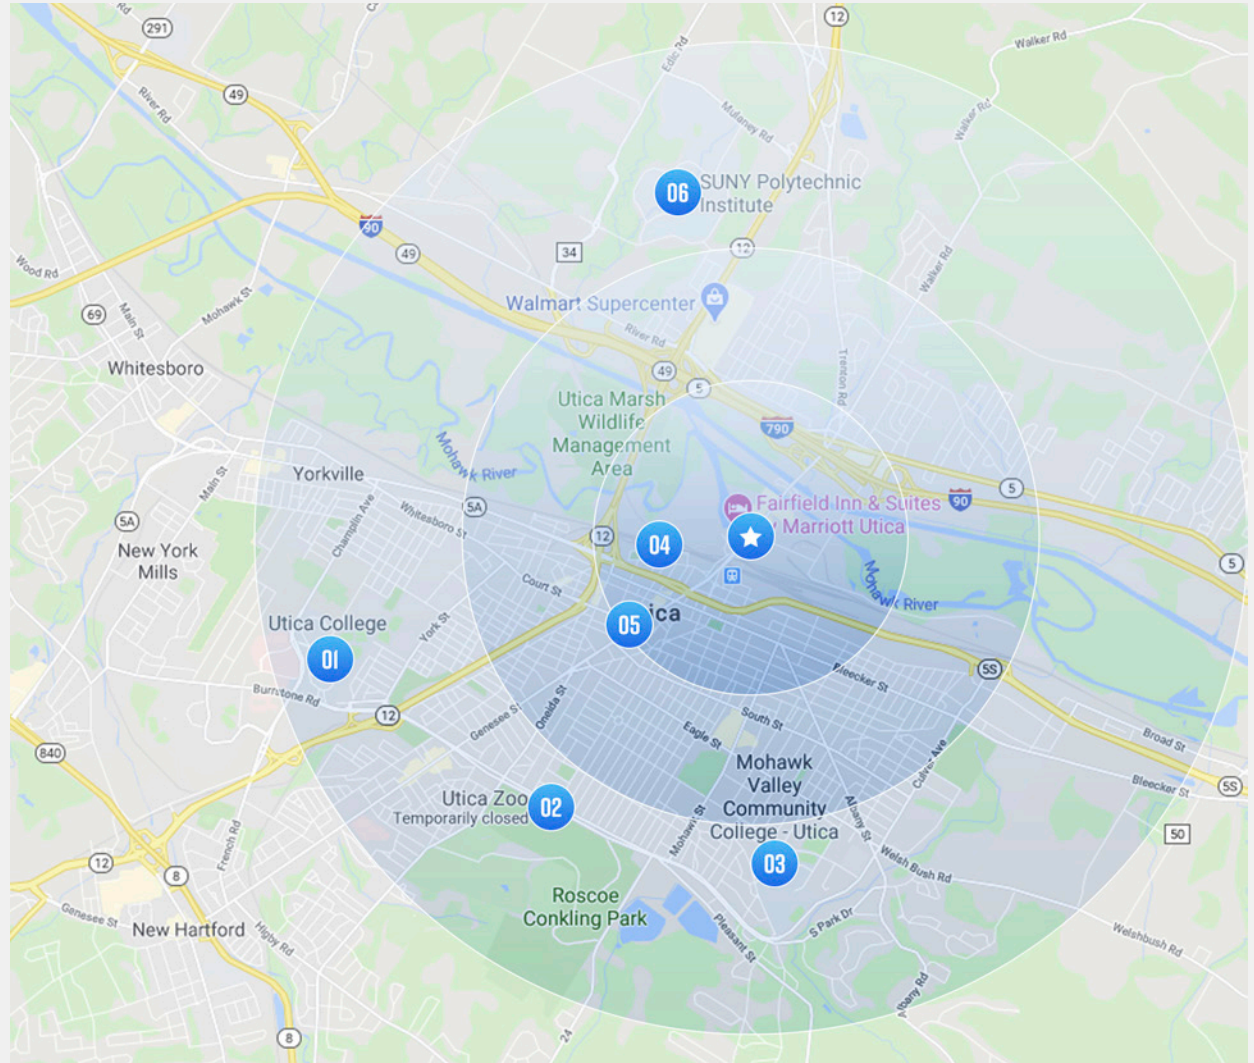 Rd
291
12
Walker Rd
Edic Rd
49
River Rd
Mulaney Rd
Walker Rd
06
SUNY Polytechnic
Institute
90
49
34
12
Wood Rd
Walker Rd
Mohawk St
Walmart Supercenter
69
Main St
River Rd
Trenton Rd
Whitesboro
49
5
Utica Marsh
Wildlife
Management
Area
790
Mohawk River
Yorkville
Main St
5
90
5A
Fairfield Inn & Suites
y Marriott Utica
Champlin Ave
Whitesboro St
5A
12
04
New York
Mills
5
Court St
Mohawk River
Utica College
York St
05
ica
01
Bleecker St
5S
Burrstone Rd
12
Oneida St
Genesee St
South St
Eagle St
840
Broad St
Mohawk
Valley
Community
College - Utica
Culver Ave
Bleecker St
5S
Utica Zoo
Temporarily closed
02
Mohawk St
Albany St
50
French Rd
03
Welsh Bush Rd
12
8
Roscoe
Conkling Park
Genesee St
New Hartford
Higby Rd
Pleasant St
S Park Dr
Welshbush Rd
Albany Rd
8
24